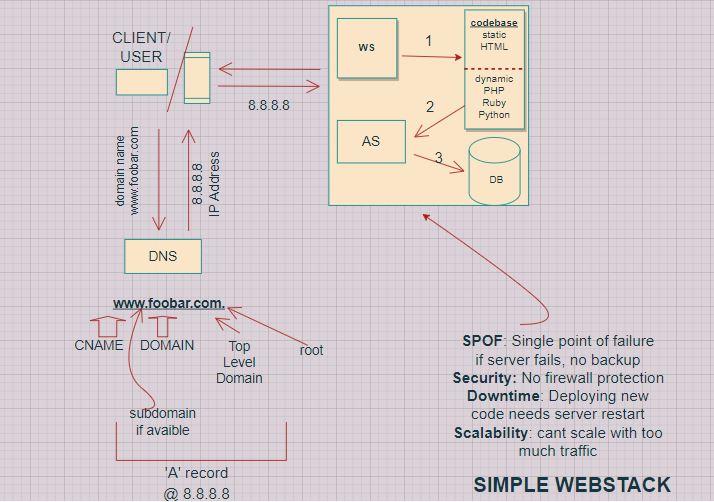 CLIENT/
USER
8.8.8.8
ws
1
codebase
static
HTML
dynamic
PHP
Ruby
Python
2
AS
3
DB
domain name
www.foobar.com
8.8.8.8
IP Address
DNS
www.foobar.com.
CNAME
DOMAIN
Top
Level
Domain
root
subdomain
if avaible
'A' record
@ 8.8.8.8
SPOF: Single point of failure
if server fails, no backup
Security: No firewall protection
Downtime: Deploying new
code needs server restart
Scalability: cant scale with too
much traffic
SIMPLE WEBSTACK